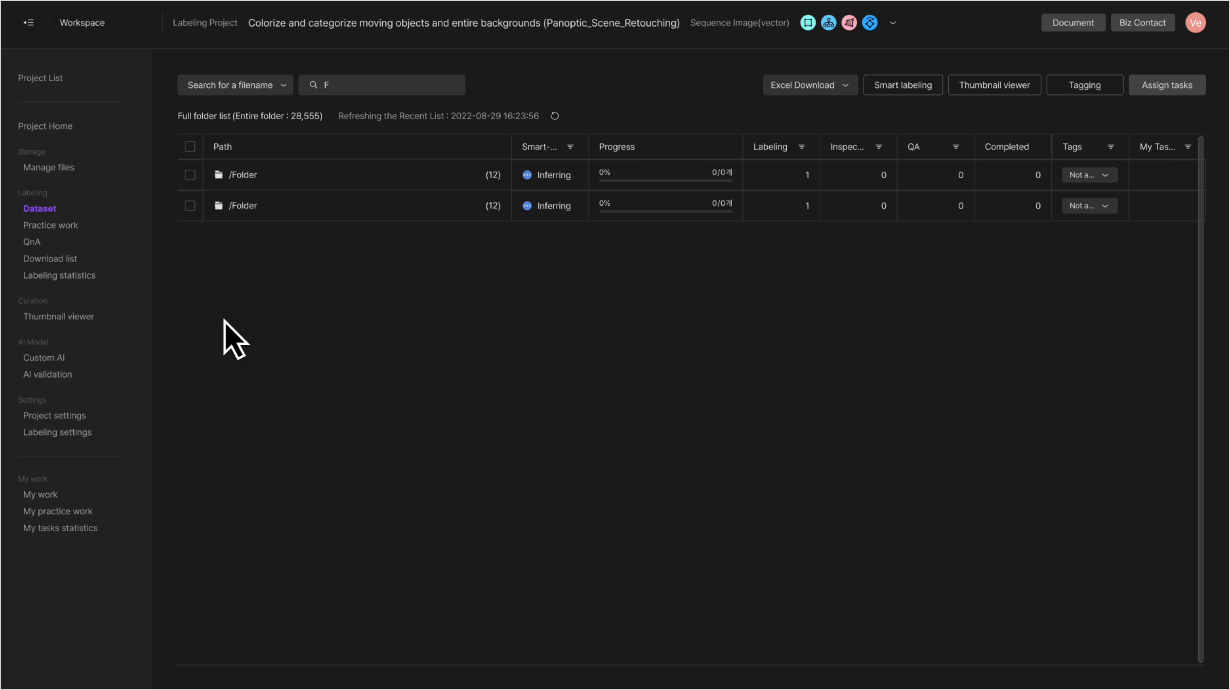 Workspace
Labeling Project Colorize and categorize moving objects and entire backgrounds (Panoptic_Scene_Retouching) Sequence Image(vector)
Document Biz Contact Ve
Project List
Project Home
Storage
Manage files
Labeling
Dataset
Practice work
QnA
Download list
Labeling statistics
Curation
Thumbnail viewer
AI Model
Custom AI
AI validation
Settings
Project settings
Labeling settings
My work
My work
My practice work
My tasks statistics
Search for a filename F
Excel Download Smart labeling Thumbnail viewer Tagging Assign tasks
Full folder list (Entire folder : 28,555) Refreshing the Recent List : 2022-08-29 16:23:56
Path Smart-... Progress Labeling Inspec... QA Completed Tags My Tas...
/Folder (12) Inferring 0% 0/0개 1 0 0 0 Not a...
/Folder (12) Inferring 0% 0/0개 1 0 0 0 Not a...